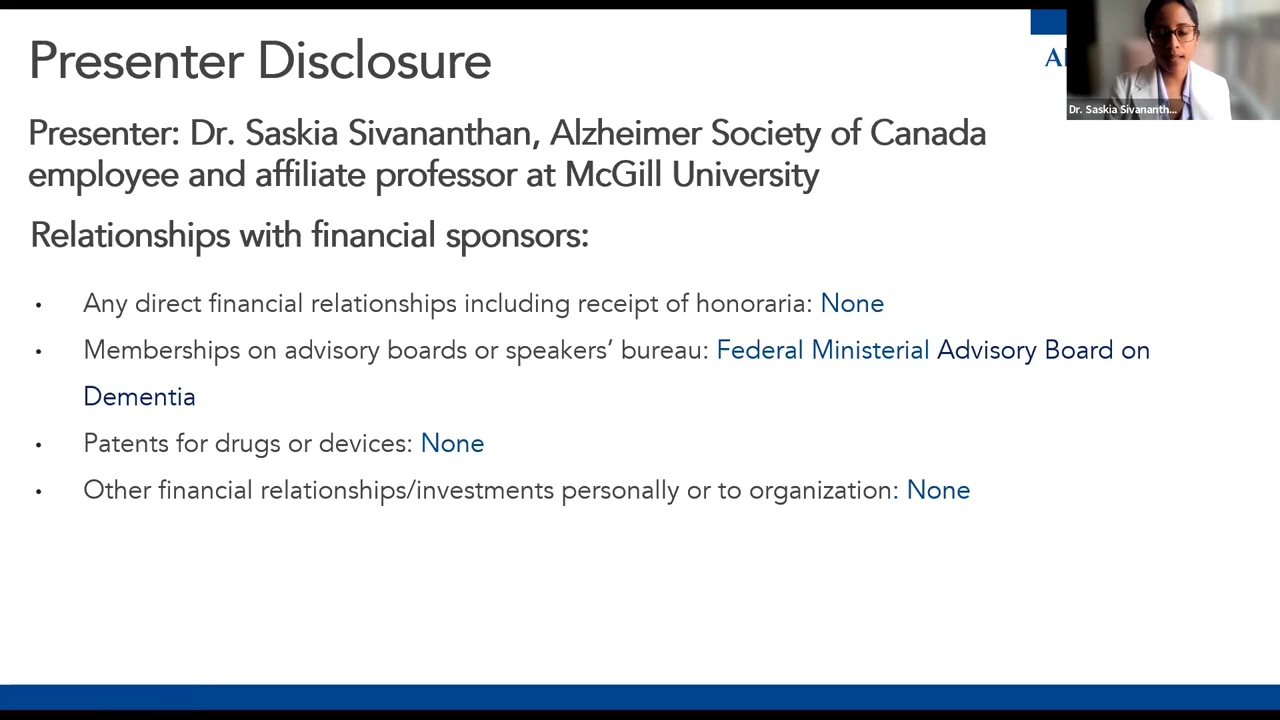 Presenter Disclosure
Presenter: Dr. Saskia Sivananthan, Alzheimer Society of Canada
employee and affiliate professor at McGill University
Relationships with financial sponsors:
• Any direct financial relationships including receipt of honoraria: None
• Memberships on advisory boards or speakers’ bureau: Federal Ministerial Advisory Board on
Dementia
• Patents for drugs or devices: None
• Other financial relationships/investments personally or to organization: None
Dr. Saskia Sivananth...